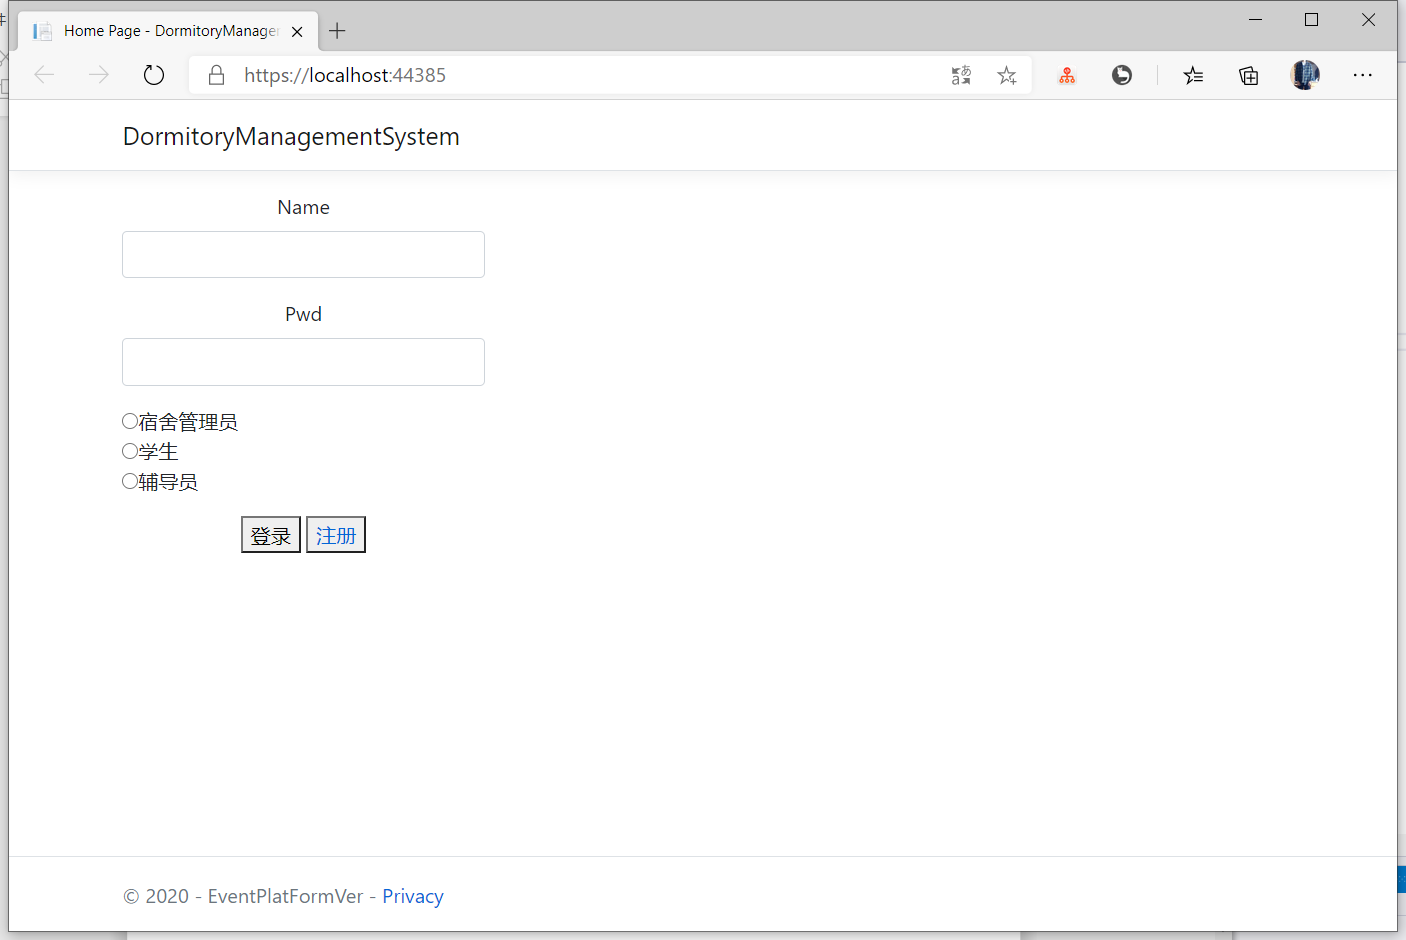 Home Page - DormitoryManager
https://localhost:44385
DormitoryManagementSystem
Name
Pwd
宿舍管理员
学生
辅导员
登录 注册
© 2020 - EventPlatFormVer - Privacy